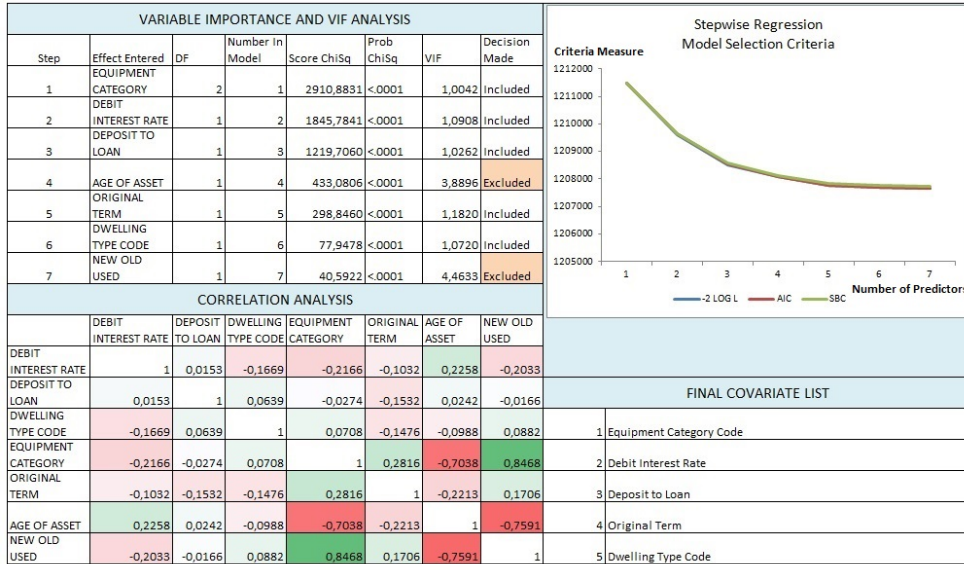 VARIABLE IMPORTANCE AND VIF ANALYSIS
Step Effect Entered DF Number In Model Score ChiSq Prob ChiSq VIF Decision Made
1 EQUIPMENT CATEGORY 2 1 2910,8831 <.0001 1,0042 Included
2 DEBIT INTEREST RATE 1 2 1845,7841 <.0001 1,0908 Included
3 DEPOSIT TO LOAN 1 3 1219,7060 <.0001 1,0262 Included
4 AGE OF ASSET 1 4 433,0806 <.0001 3,8896 Excluded
5 ORIGINAL TERM 1 5 298,8460 <.0001 1,1820 Included
6 DWELLING TYPE CODE 1 6 77,9478 <.0001 1,0720 Included
7 NEW OLD USED 1 7 40,5922 <.0001 4,4633 Excluded
Stepwise Regression
Model Selection Criteria
Criteria Measure
1212000
1211000
1210000
1209000
1208000
1207000
1206000
1205000
1 2 3 4 5 6 7
Number of Predictors
-2 LOG L AIC SBC
CORRELATION ANALYSIS
DEBIT INTEREST RATE DEPOSIT TO LOAN DWELLING TYPE CODE EQUIPMENT CATEGORY ORIGINAL TERM AGE OF ASSET NEW OLD USED
DEBIT INTEREST RATE 1 0,0153 -0,1669 -0,2166 -0,1032 0,2258 -0,2033
DEPOSIT TO LOAN 0,0153 1 0,0639 -0,0274 -0,1532 0,0242 -0,0166
DWELLING TYPE CODE -0,1669 0,0639 1 0,0708 -0,1476 -0,0988 0,0882
EQUIPMENT CATEGORY -0,2166 -0,0274 0,0708 1 0,2816 -0,7038 0,8468
ORIGINAL TERM -0,1032 -0,1532 -0,1476 0,2816 1 -0,2213 0,1706
AGE OF ASSET 0,2258 0,0242 -0,0988 -0,7038 -0,2213 1 -0,7591
NEW OLD USED -0,2033 -0,0166 0,0882 0,8468 0,1706 -0,7591 1
FINAL COVARIATE LIST
1 Equipment Category Code
2 Debit Interest Rate
3 Deposit to Loan
4 Original Term
5 Dwelling Type Code